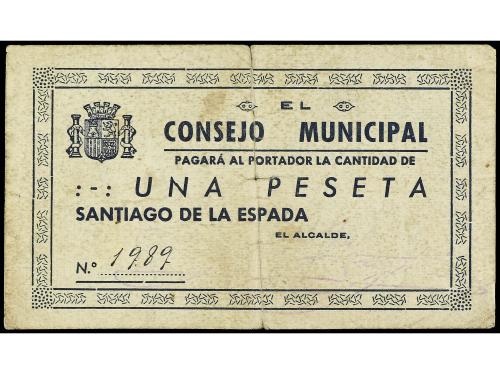 EL
CONSEJO MUNICIPAL
PAGARÁ AL PORTADOR LA CANTIDAD DE
:-: UNA PESETA
SANTIAGO DE LA ESPADA
EL ALCALDE,
N.º 1989